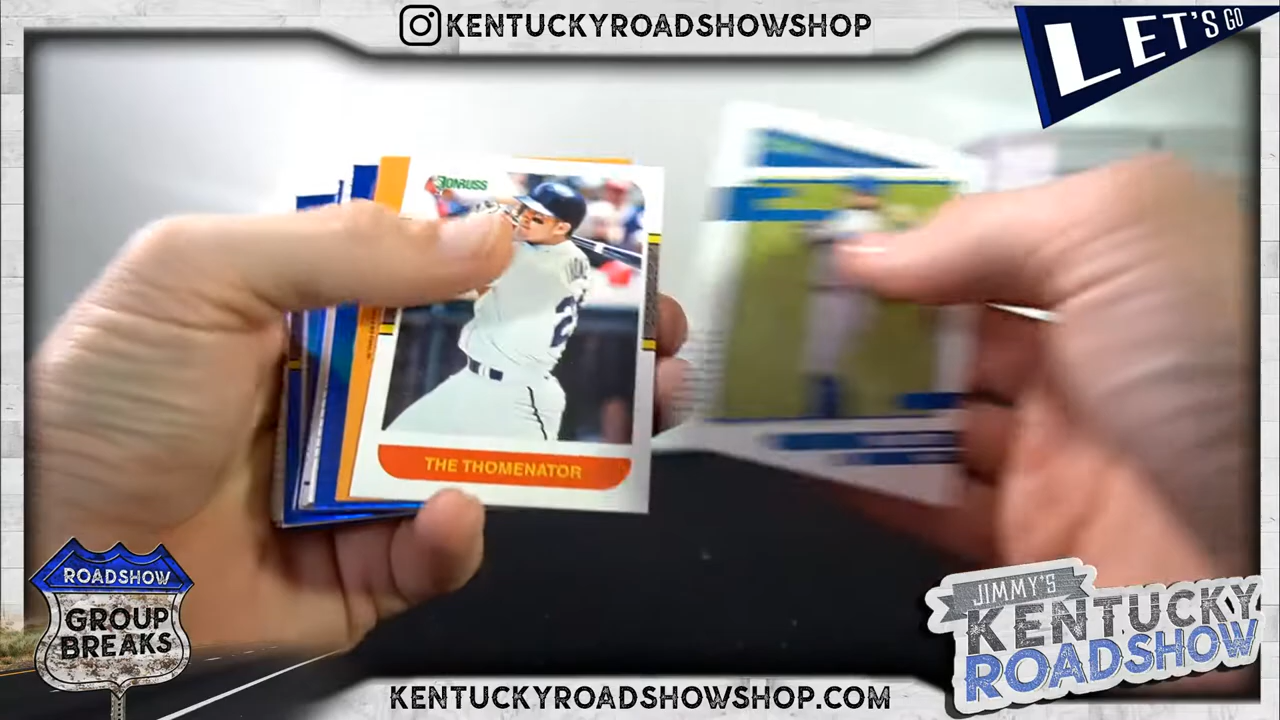 KENTUCKYROADSHOWSHOP
LET'S GO
DONRUSS
THE THOMENATOR
ROADSHOW
GROUP
BREAKS
JIMMY'S
KENTUCKY
ROADSHOW
KENTUCKYROADSHOWSHOP.COM